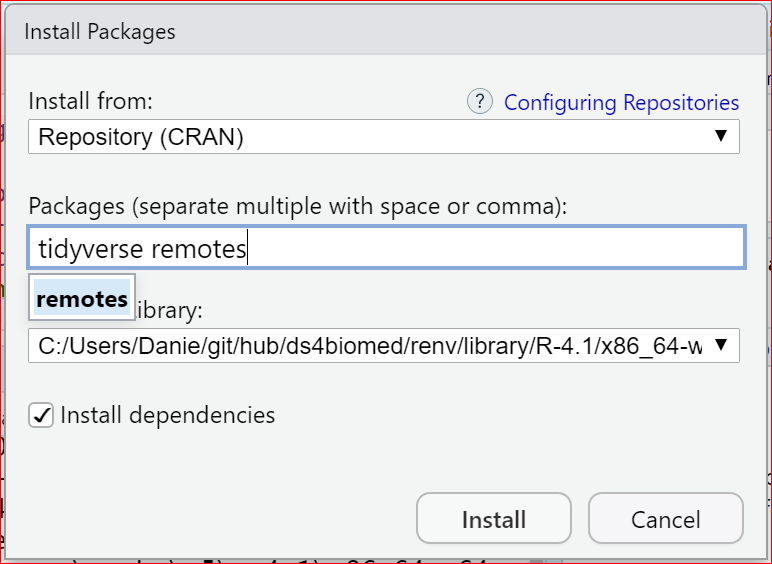 Install Packages
Install from:
? Configuring Repositories
Repository (CRAN)
Packages (separate multiple with space or comma):
tidyverse remotes
remotes
ibrary:
C:/Users/Danie/git/hub/ds4biomed/renv/library/R-4.1/x86_64-w
Install dependencies
Install
Cancel